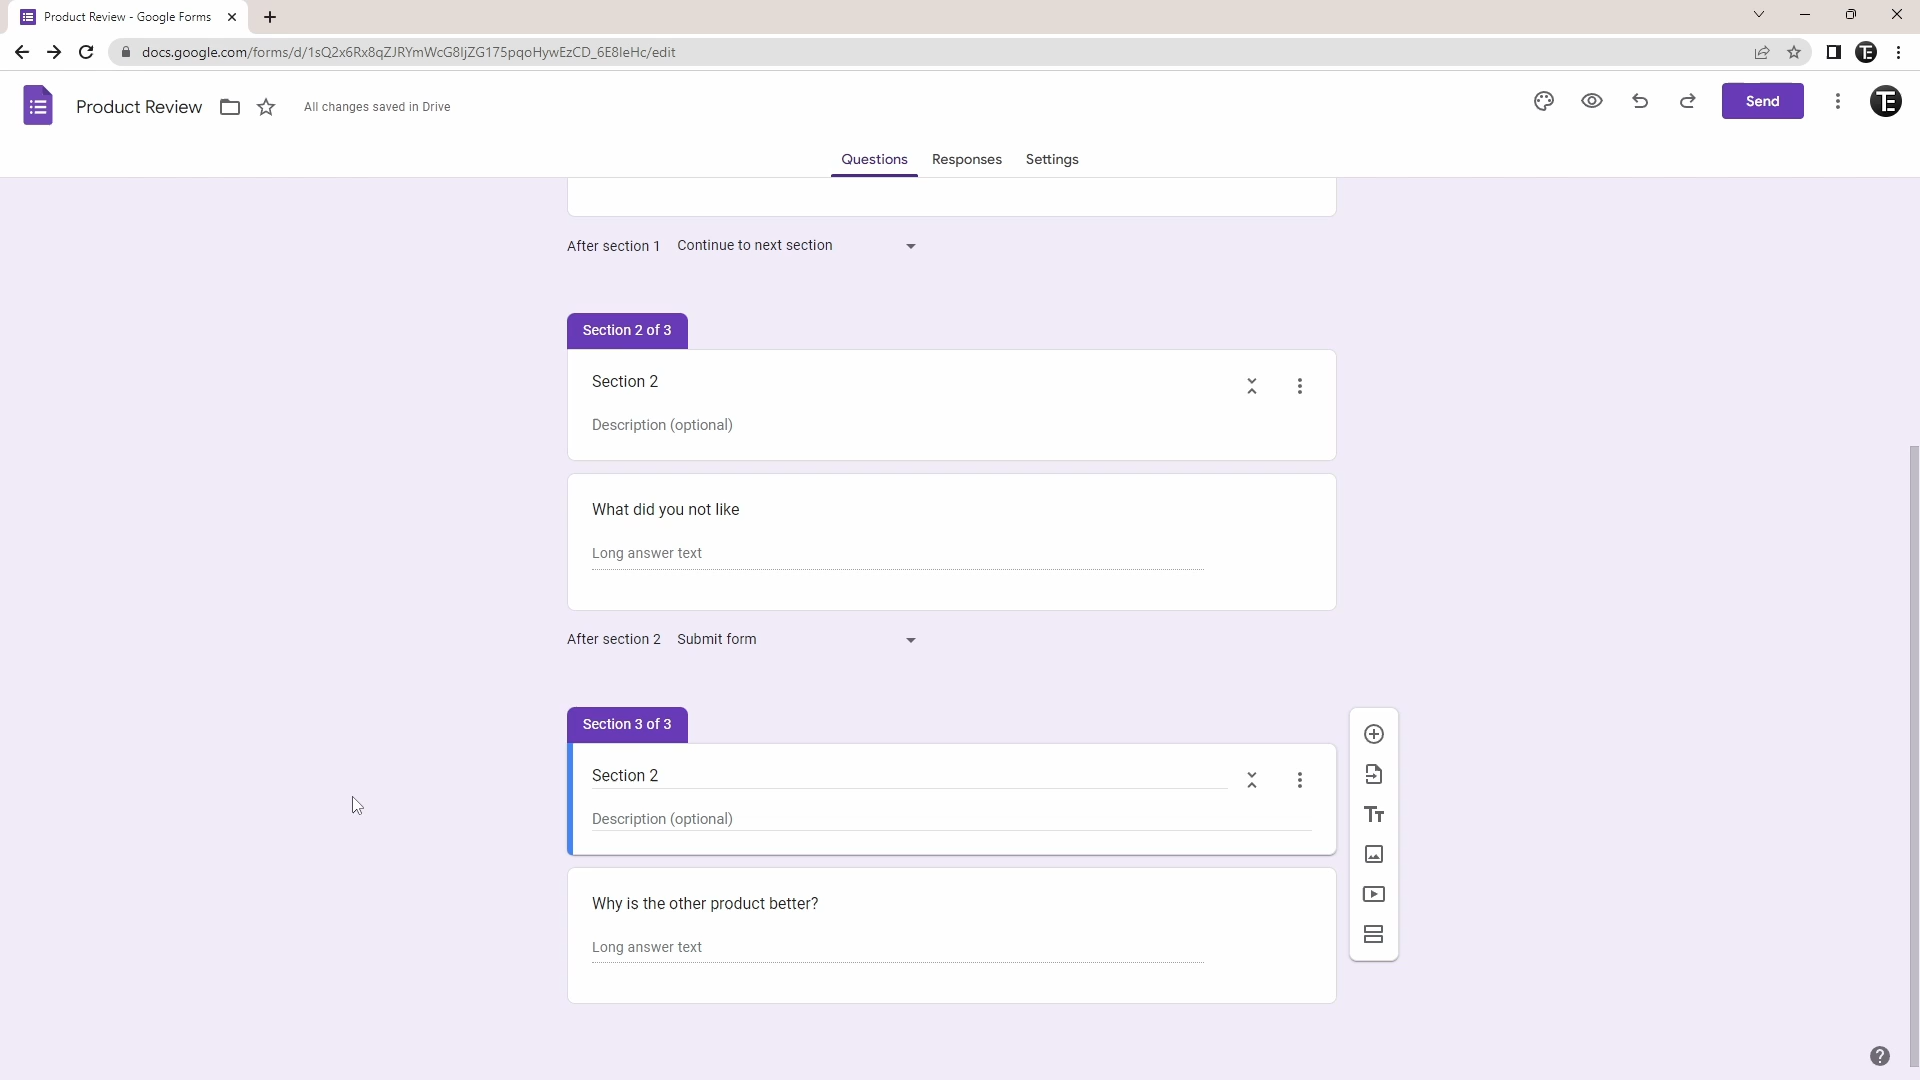 Product Review - Google Forms
docs.google.com/forms/d/1sQ2x6Rx8qZJRYmWcG8IjZG175pqoHywEzCD_6E8IeHc/edit
Product Review
All changes saved in Drive
Send
Questions Responses Settings
After section 1 Continue to next section
Section 2 of 3
Section 2
Description (optional)
What did you not like
Long answer text
After section 2 Submit form
Section 3 of 3
Section 2
Description (optional)
Why is the other product better?
Long answer text